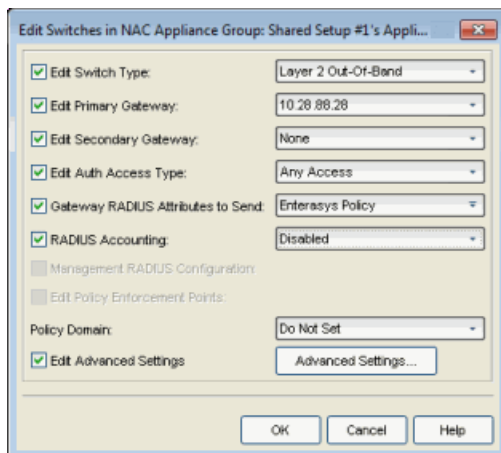 Edit Switches in NAC Appliance Group: Shared Setup #1's Appli...
Edit Switch Type: Layer 2 Out-Of-Band
Edit Primary Gateway: 10.28.88.28
Edit Secondary Gateway: None
Edit Auth Access Type: Any Access
Gateway RADIUS Attributes to Send: Enterasys Policy
RADIUS Accounting: Disabled
Management RADIUS Configuration:
Edit Policy Enforcement Points:
Policy Domain: Do Not Set
Edit Advanced Settings Advanced Settings...
OK Cancel Help